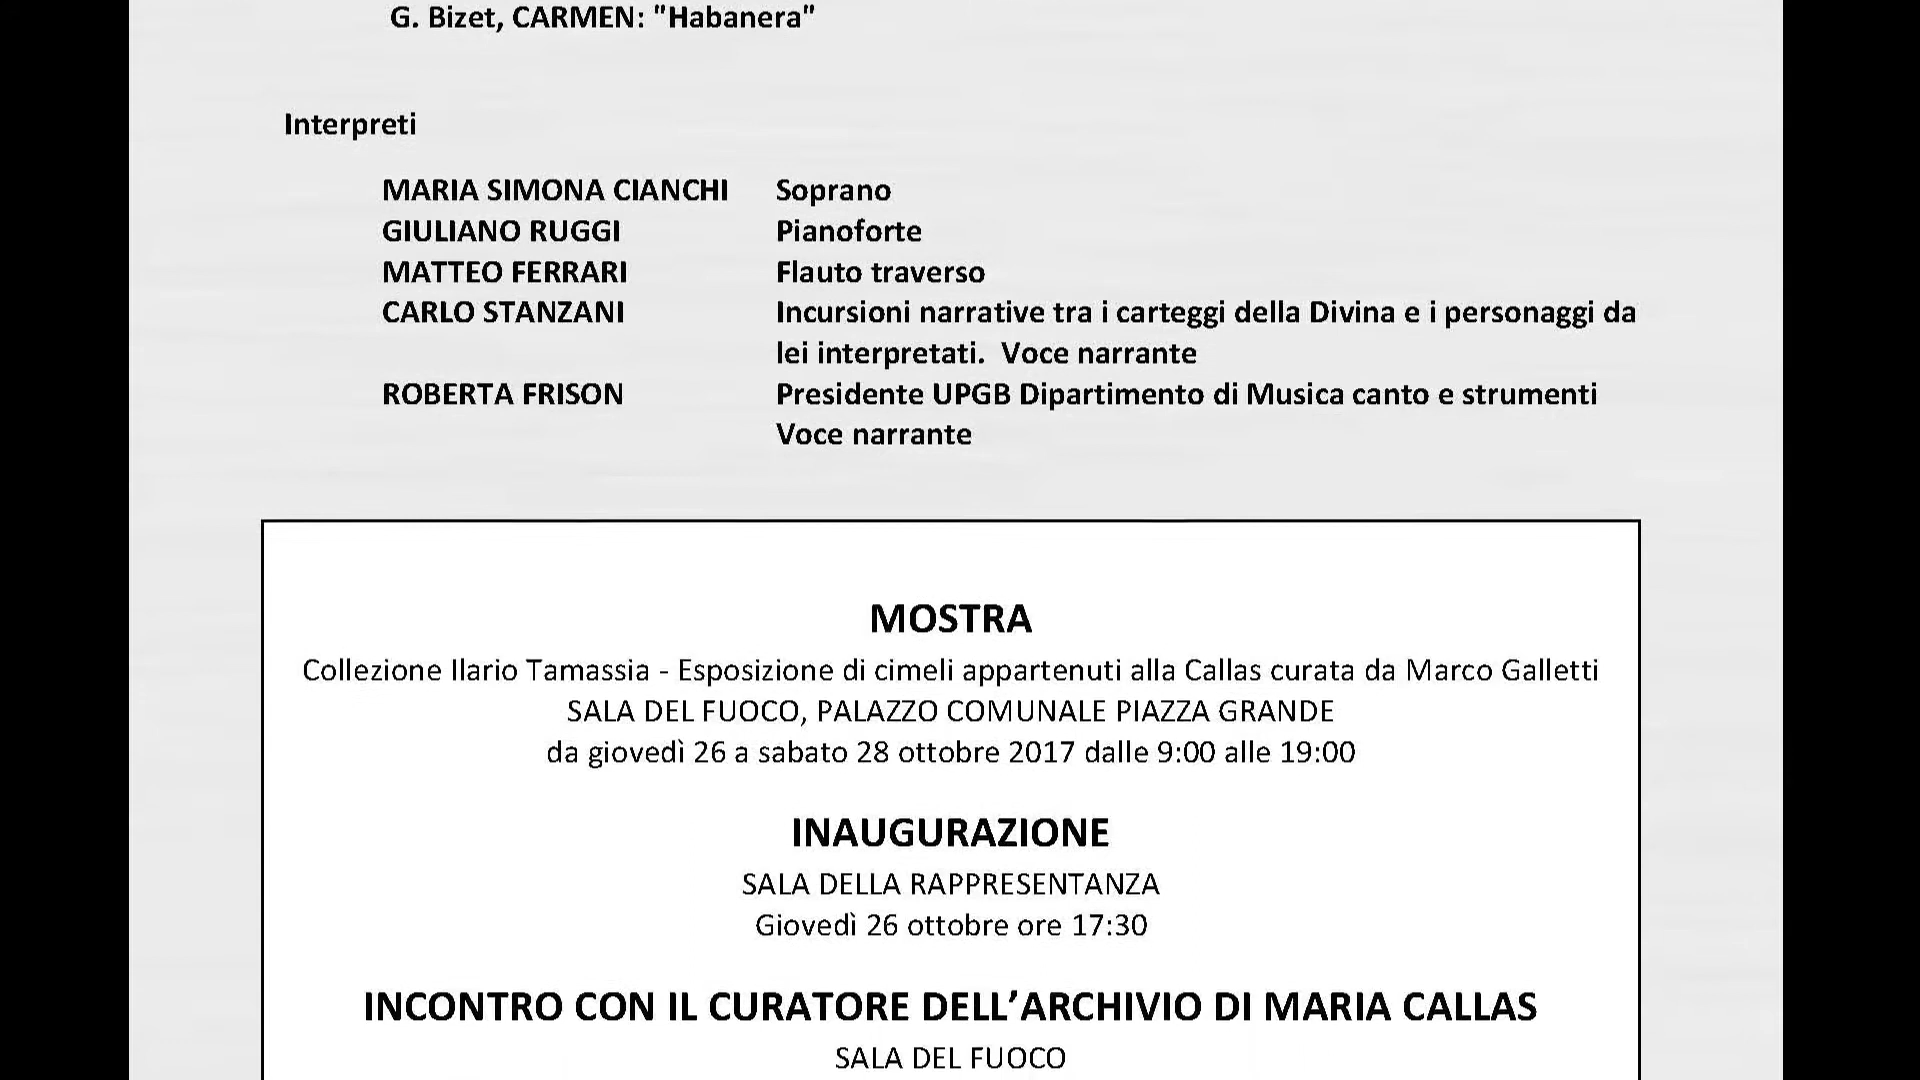 G. Bizet, CARMEN: "Habanera"
Interpreti
MARIA SIMONA CIANCHI Soprano
GIULIANO RUGGI Pianoforte
MATTEO FERRARI Flauto traverso
CARLO STANZANI Incursioni narrative tra i carteggi della Divina e i personaggi da
lei interpretati. Voce narrante
ROBERTA FRISON Presidente UPGB Dipartimento di Musica canto e strumenti
Voce narrante
MOSTRA
Collezione Ilario Tamassia - Esposizione di cimeli appartenuti alla Callas curata da Marco Galletti
SALA DEL FUOCO, PALAZZO COMUNALE PIAZZA GRANDE
da giovedì 26 a sabato 28 ottobre 2017 dalle 9:00 alle 19:00
INAUGURAZIONE
SALA DELLA RAPPRESENTANZA
Giovedì 26 ottobre ore 17:30
INCONTRO CON IL CURATORE DELL’ARCHIVIO DI MARIA CALLAS
SALA DEL FUOCO